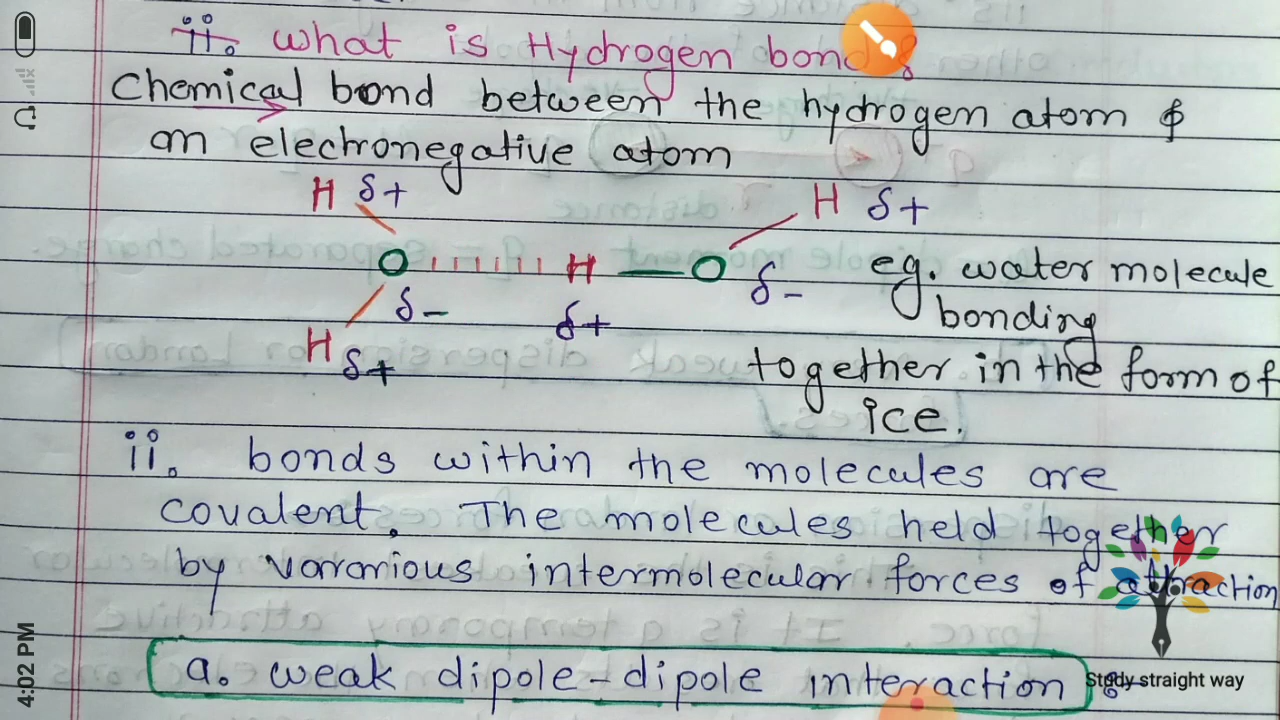 ii. What is Hydrogen bond ?
Chemical bond between the hydrogen atom &
an electronegative atom
H δ+ H δ+
O H — O δ- eg. water molecule
δ- δ+ bonding
H δ+ together in the form of
ice.
ii. bonds within the molecules are
covalent. The molecules held together
by vararious intermolecular forces of attraction
a. weak dipole-dipole interaction :-
Study straight way
4:02 PM